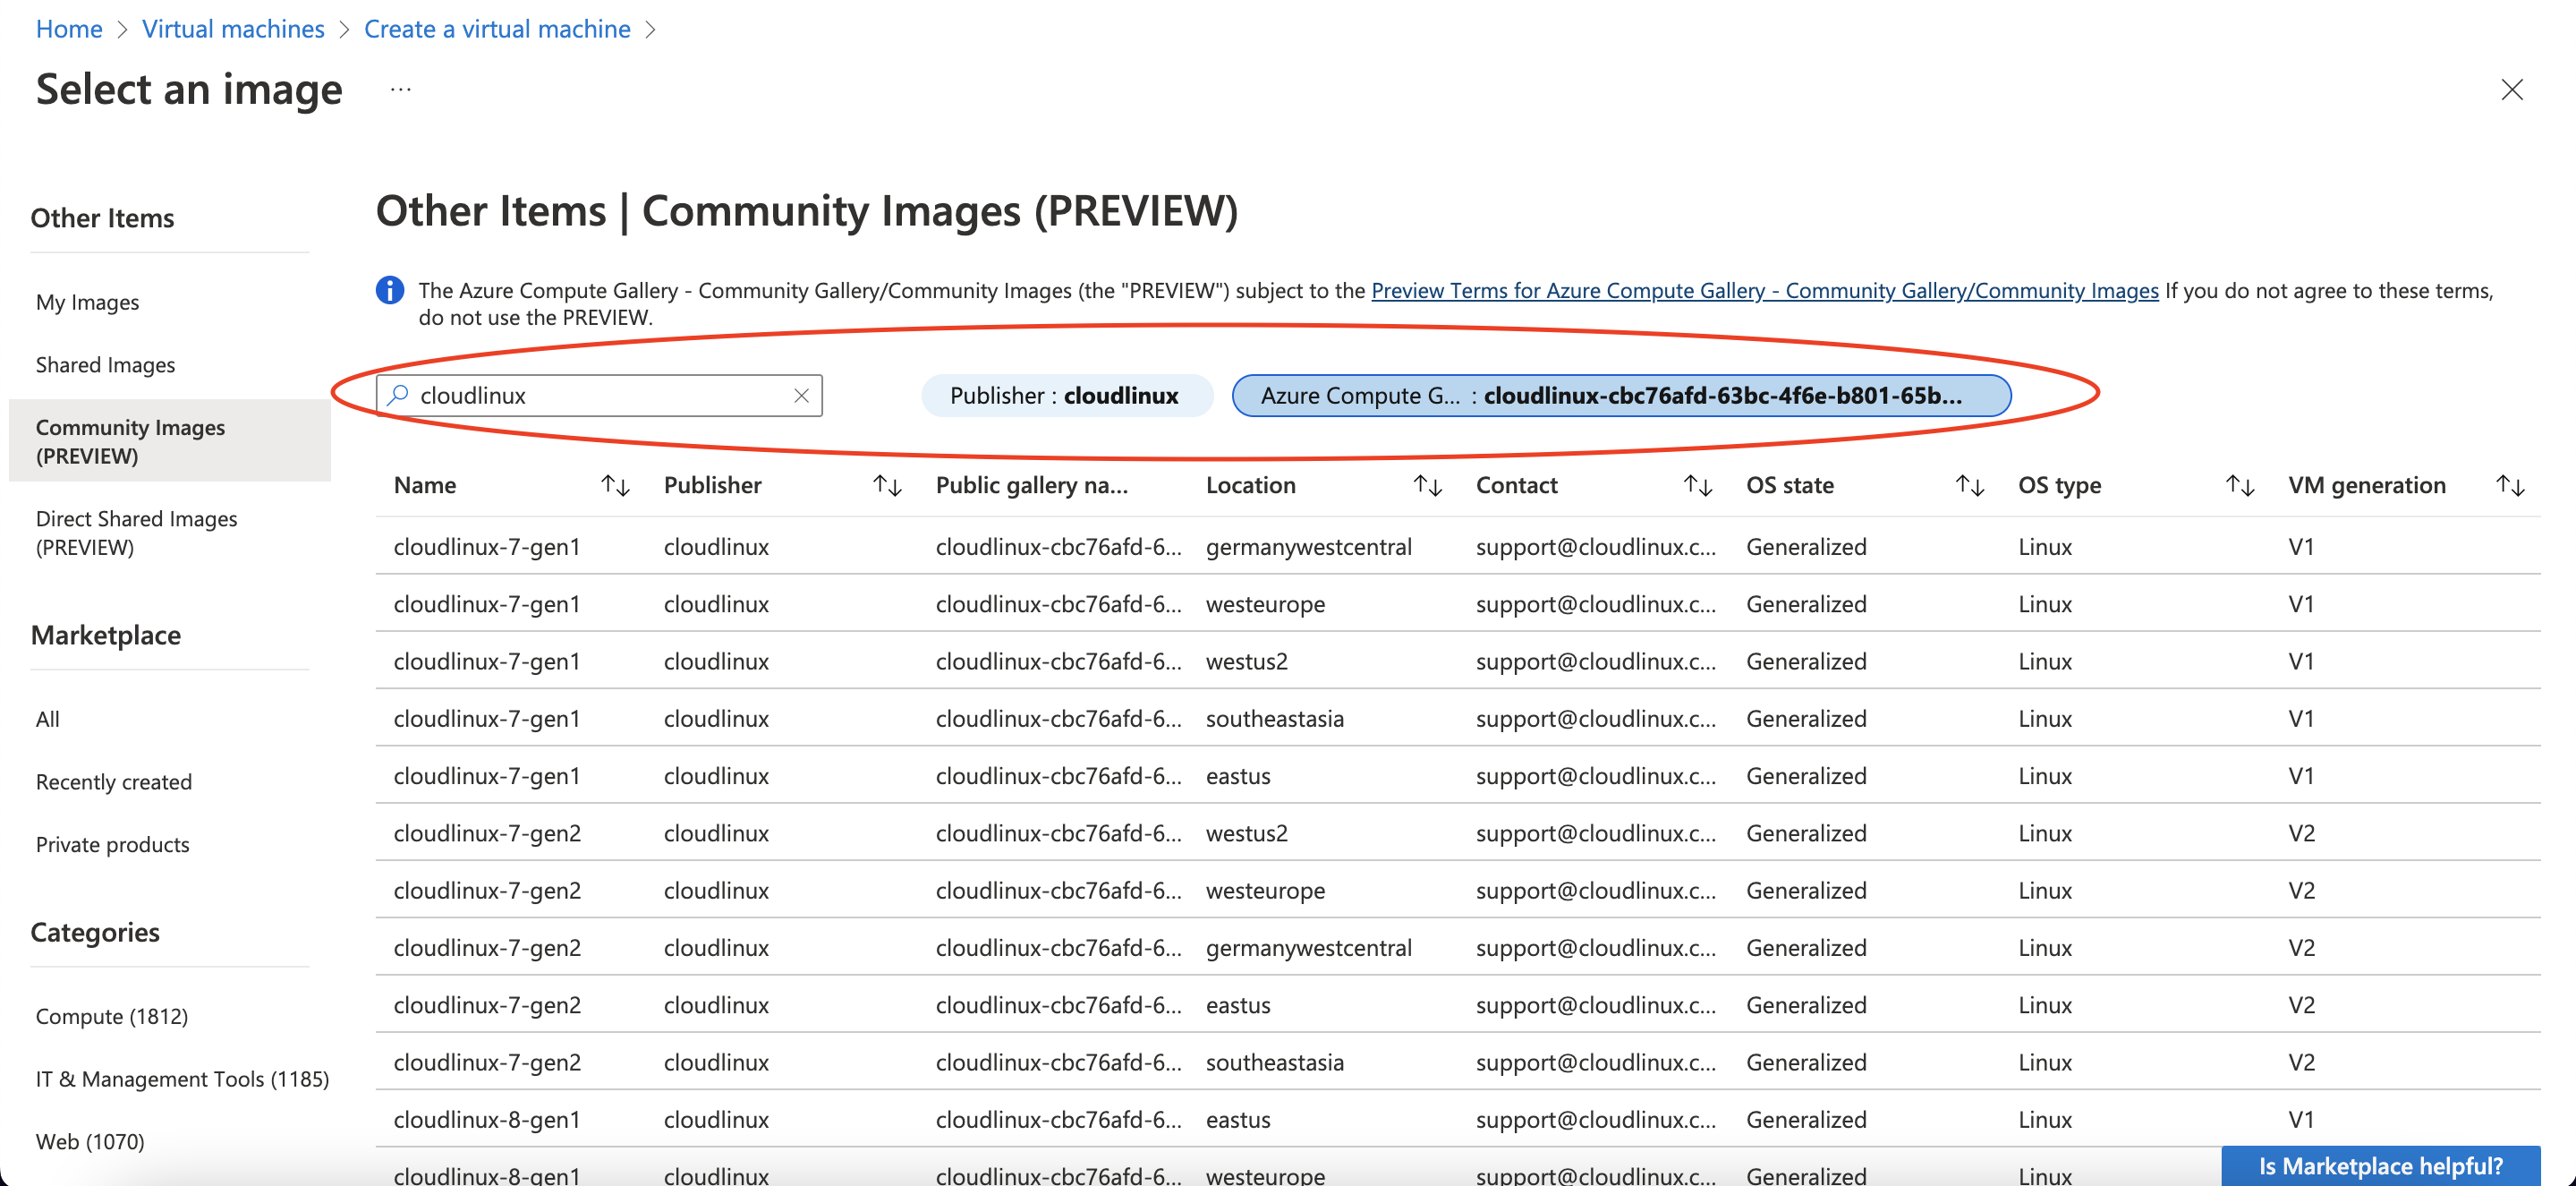 Home > Virtual machines > Create a virtual machine >
Select an image ...
Other Items
My Images
Shared Images
Community Images
(PREVIEW)
Direct Shared Images
(PREVIEW)
Marketplace
All
Recently created
Private products
Categories
Compute (1812)
IT & Management Tools (1185)
Web (1070)
Other Items | Community Images (PREVIEW)
The Azure Compute Gallery - Community Gallery/Community Images (the "PREVIEW") subject to the Preview Terms for Azure Compute Gallery - Community Gallery/Community Images If you do not agree to these terms,
do not use the PREVIEW.
cloudlinux Publisher : cloudlinux Azure Compute G... : cloudlinux-cbc76afd-63bc-4f6e-b801-65b...
Name Publisher Public gallery na... Location Contact OS state OS type VM generation
cloudlinux-7-gen1 cloudlinux cloudlinux-cbc76afd-6... germanywestcentral support@cloudlinux.c... Generalized Linux V1
cloudlinux-7-gen1 cloudlinux cloudlinux-cbc76afd-6... westeurope support@cloudlinux.c... Generalized Linux V1
cloudlinux-7-gen1 cloudlinux cloudlinux-cbc76afd-6... westus2 support@cloudlinux.c... Generalized Linux V1
cloudlinux-7-gen1 cloudlinux cloudlinux-cbc76afd-6... southeastasia support@cloudlinux.c... Generalized Linux V1
cloudlinux-7-gen1 cloudlinux cloudlinux-cbc76afd-6... eastus support@cloudlinux.c... Generalized Linux V1
cloudlinux-7-gen2 cloudlinux cloudlinux-cbc76afd-6... westus2 support@cloudlinux.c... Generalized Linux V2
cloudlinux-7-gen2 cloudlinux cloudlinux-cbc76afd-6... westeurope support@cloudlinux.c... Generalized Linux V2
cloudlinux-7-gen2 cloudlinux cloudlinux-cbc76afd-6... germanywestcentral support@cloudlinux.c... Generalized Linux V2
cloudlinux-7-gen2 cloudlinux cloudlinux-cbc76afd-6... eastus support@cloudlinux.c... Generalized Linux V2
cloudlinux-7-gen2 cloudlinux cloudlinux-cbc76afd-6... southeastasia support@cloudlinux.c... Generalized Linux V2
cloudlinux-8-gen1 cloudlinux cloudlinux-cbc76afd-6... eastus support@cloudlinux.c... Generalized Linux V1
cloudlinux-8-gen1 cloudlinux cloudlinux-cbc76afd-6... westeurope support@cloudlinux.c... Generalized Linux
Is Marketplace helpful?